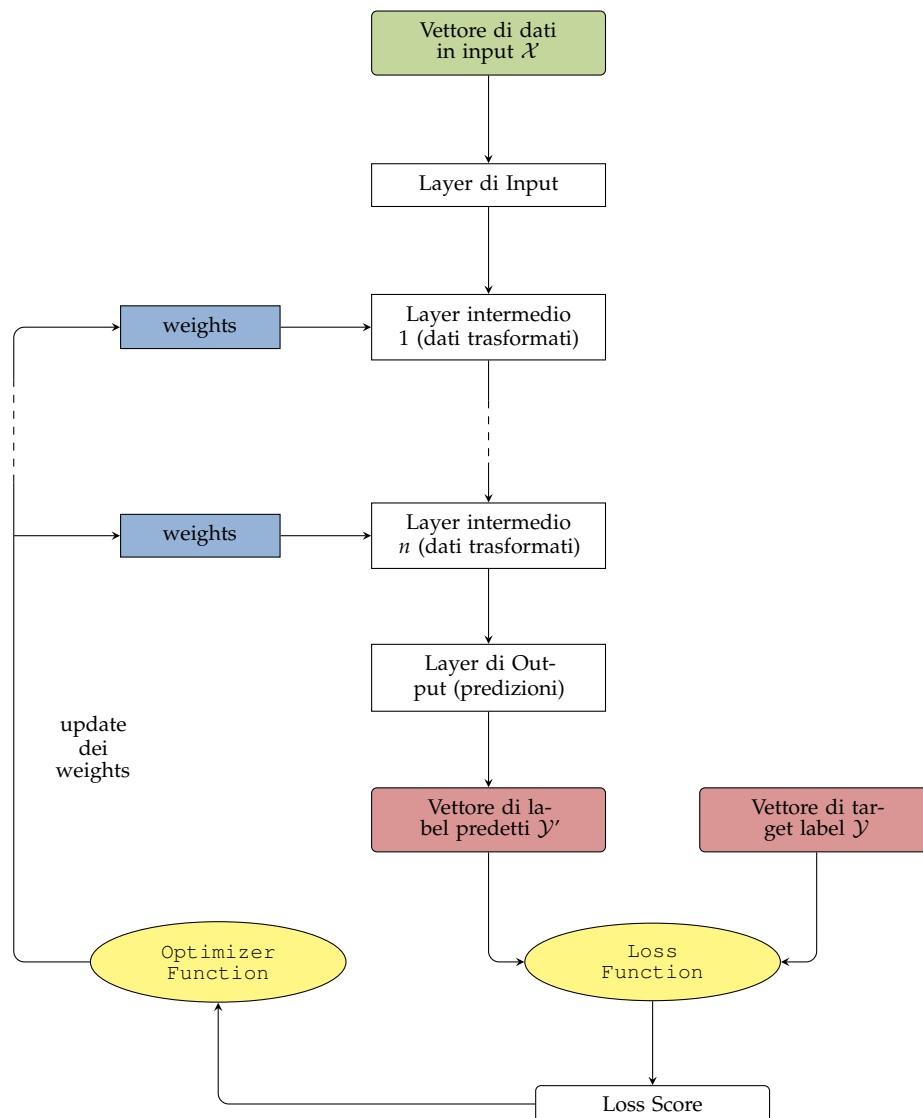 Vettore di dati
in input 𝒳
Layer di Input
weights
Layer intermedio
1 (dati trasformati)
weights
Layer intermedio
n (dati trasformati)
Layer di Out-
put (predizioni)
update
dei
weights
Vettore di la-
bel predetti 𝒴'
Vettore di tar-
get label 𝒴
Optimizer
Function
Loss
Function
Loss Score